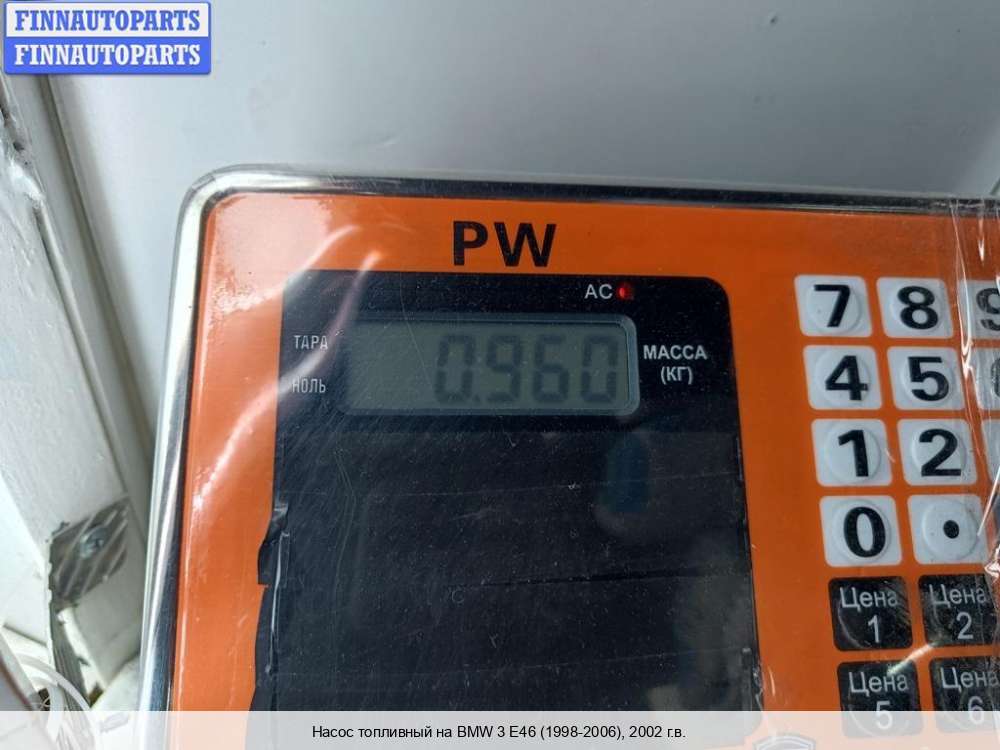 FINNAUTOPARTS
FINNAUTOPARTS
PW
AC
ТАРА
НОЛЬ
0.960
МАССА
(КГ)
7 8 9
4 5
1 2
0 .
Цена 1
Цена 2
Цена 5
Цена 6
Насос топливный на BMW 3 E46 (1998-2006), 2002 г.в.